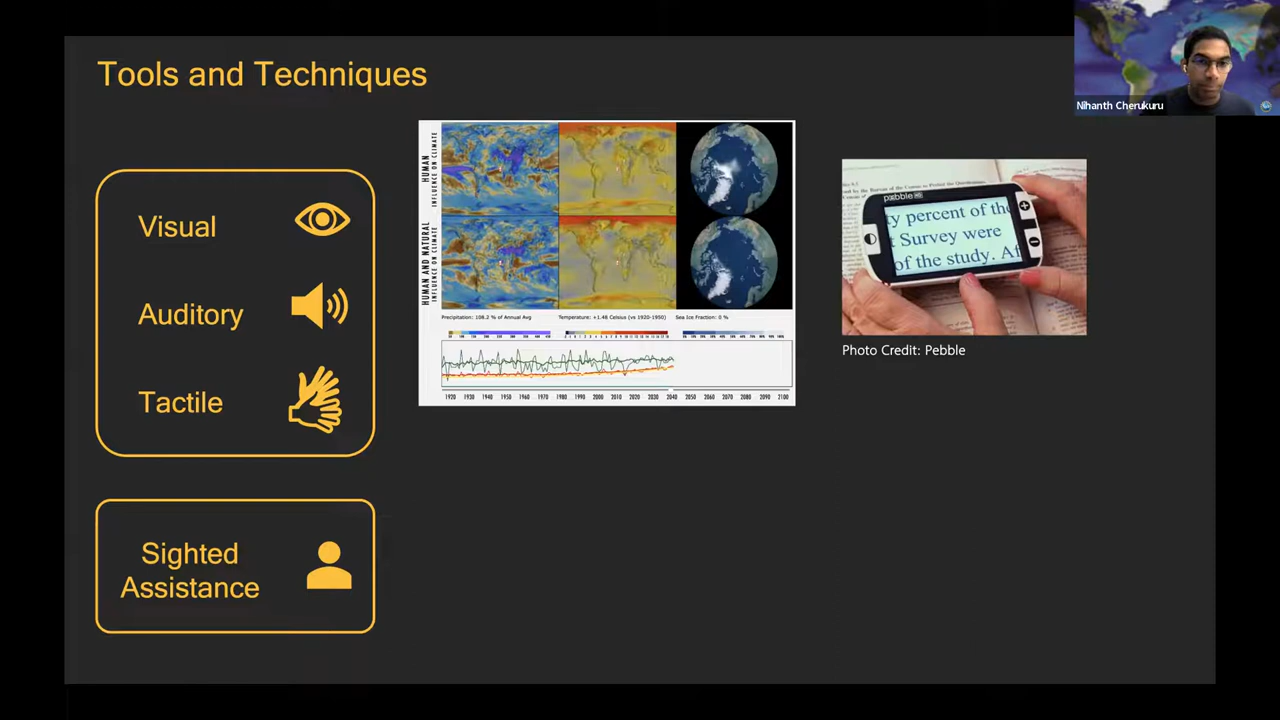 Tools and Techniques
Nihanth Cherukuru
Visual
Auditory
Tactile
Sighted
Assistance
HUMAN
INFLUENCE ON CLIMATE
HUMAN AND NATURAL
INFLUENCE ON CLIMATE
Precipitation: 108.2 % of Annual Avg
Temperature: +1.48 Celsius (vs 1920-1950)
Sea Ice Fraction: 0 %
1920 1930 1940 1950 1960 1970 1980 1990 2000 2010 2020 2030 2040 2050 2060 2070 2080 2090 2100
pebble HD
ty percent of the
t Survey were
of the study. Af
Photo Credit: Pebble